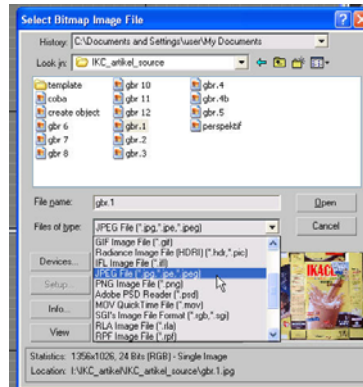 Select Bitmap Image File
History: C:\Documents and Settings\user\My Documents
Look in: IKC_artikel_source
template
coba
create object
gbr 6
gbr 7
gbr 8
gbr 10
gbr 11
gbr 12
gbr.1
gbr.2
gbr.3
gbr.4
gbr.4b
gbr.5
perspektif
File name: gbr.1 Open
Files of type: JPEG File (*.jpg,*.jpe,*.jpeg) Cancel
GIF Image File (*.gif)
Radiance Image File (HDRI) (*.hdr,*.pic)
IFL Image File (*.ifl)
Devices... JPEG File (*.jpg,*.jpe,*.jpeg)
PNG Image File (*.png)
Setup... Adobe PSD Reader (*.psd)
MOV QuickTime File (*.mov)
Info... SGI's Image File Format (*.rgb,*.sgi)
RLA Image File (*.rla)
View RPF Image File (*.rpf)
Statistics: 1356x1026, 24 Bits (RGB) - Single Image
Location: I:\IKC_artikel\IKC_artikel_source\gbr.1.jpg